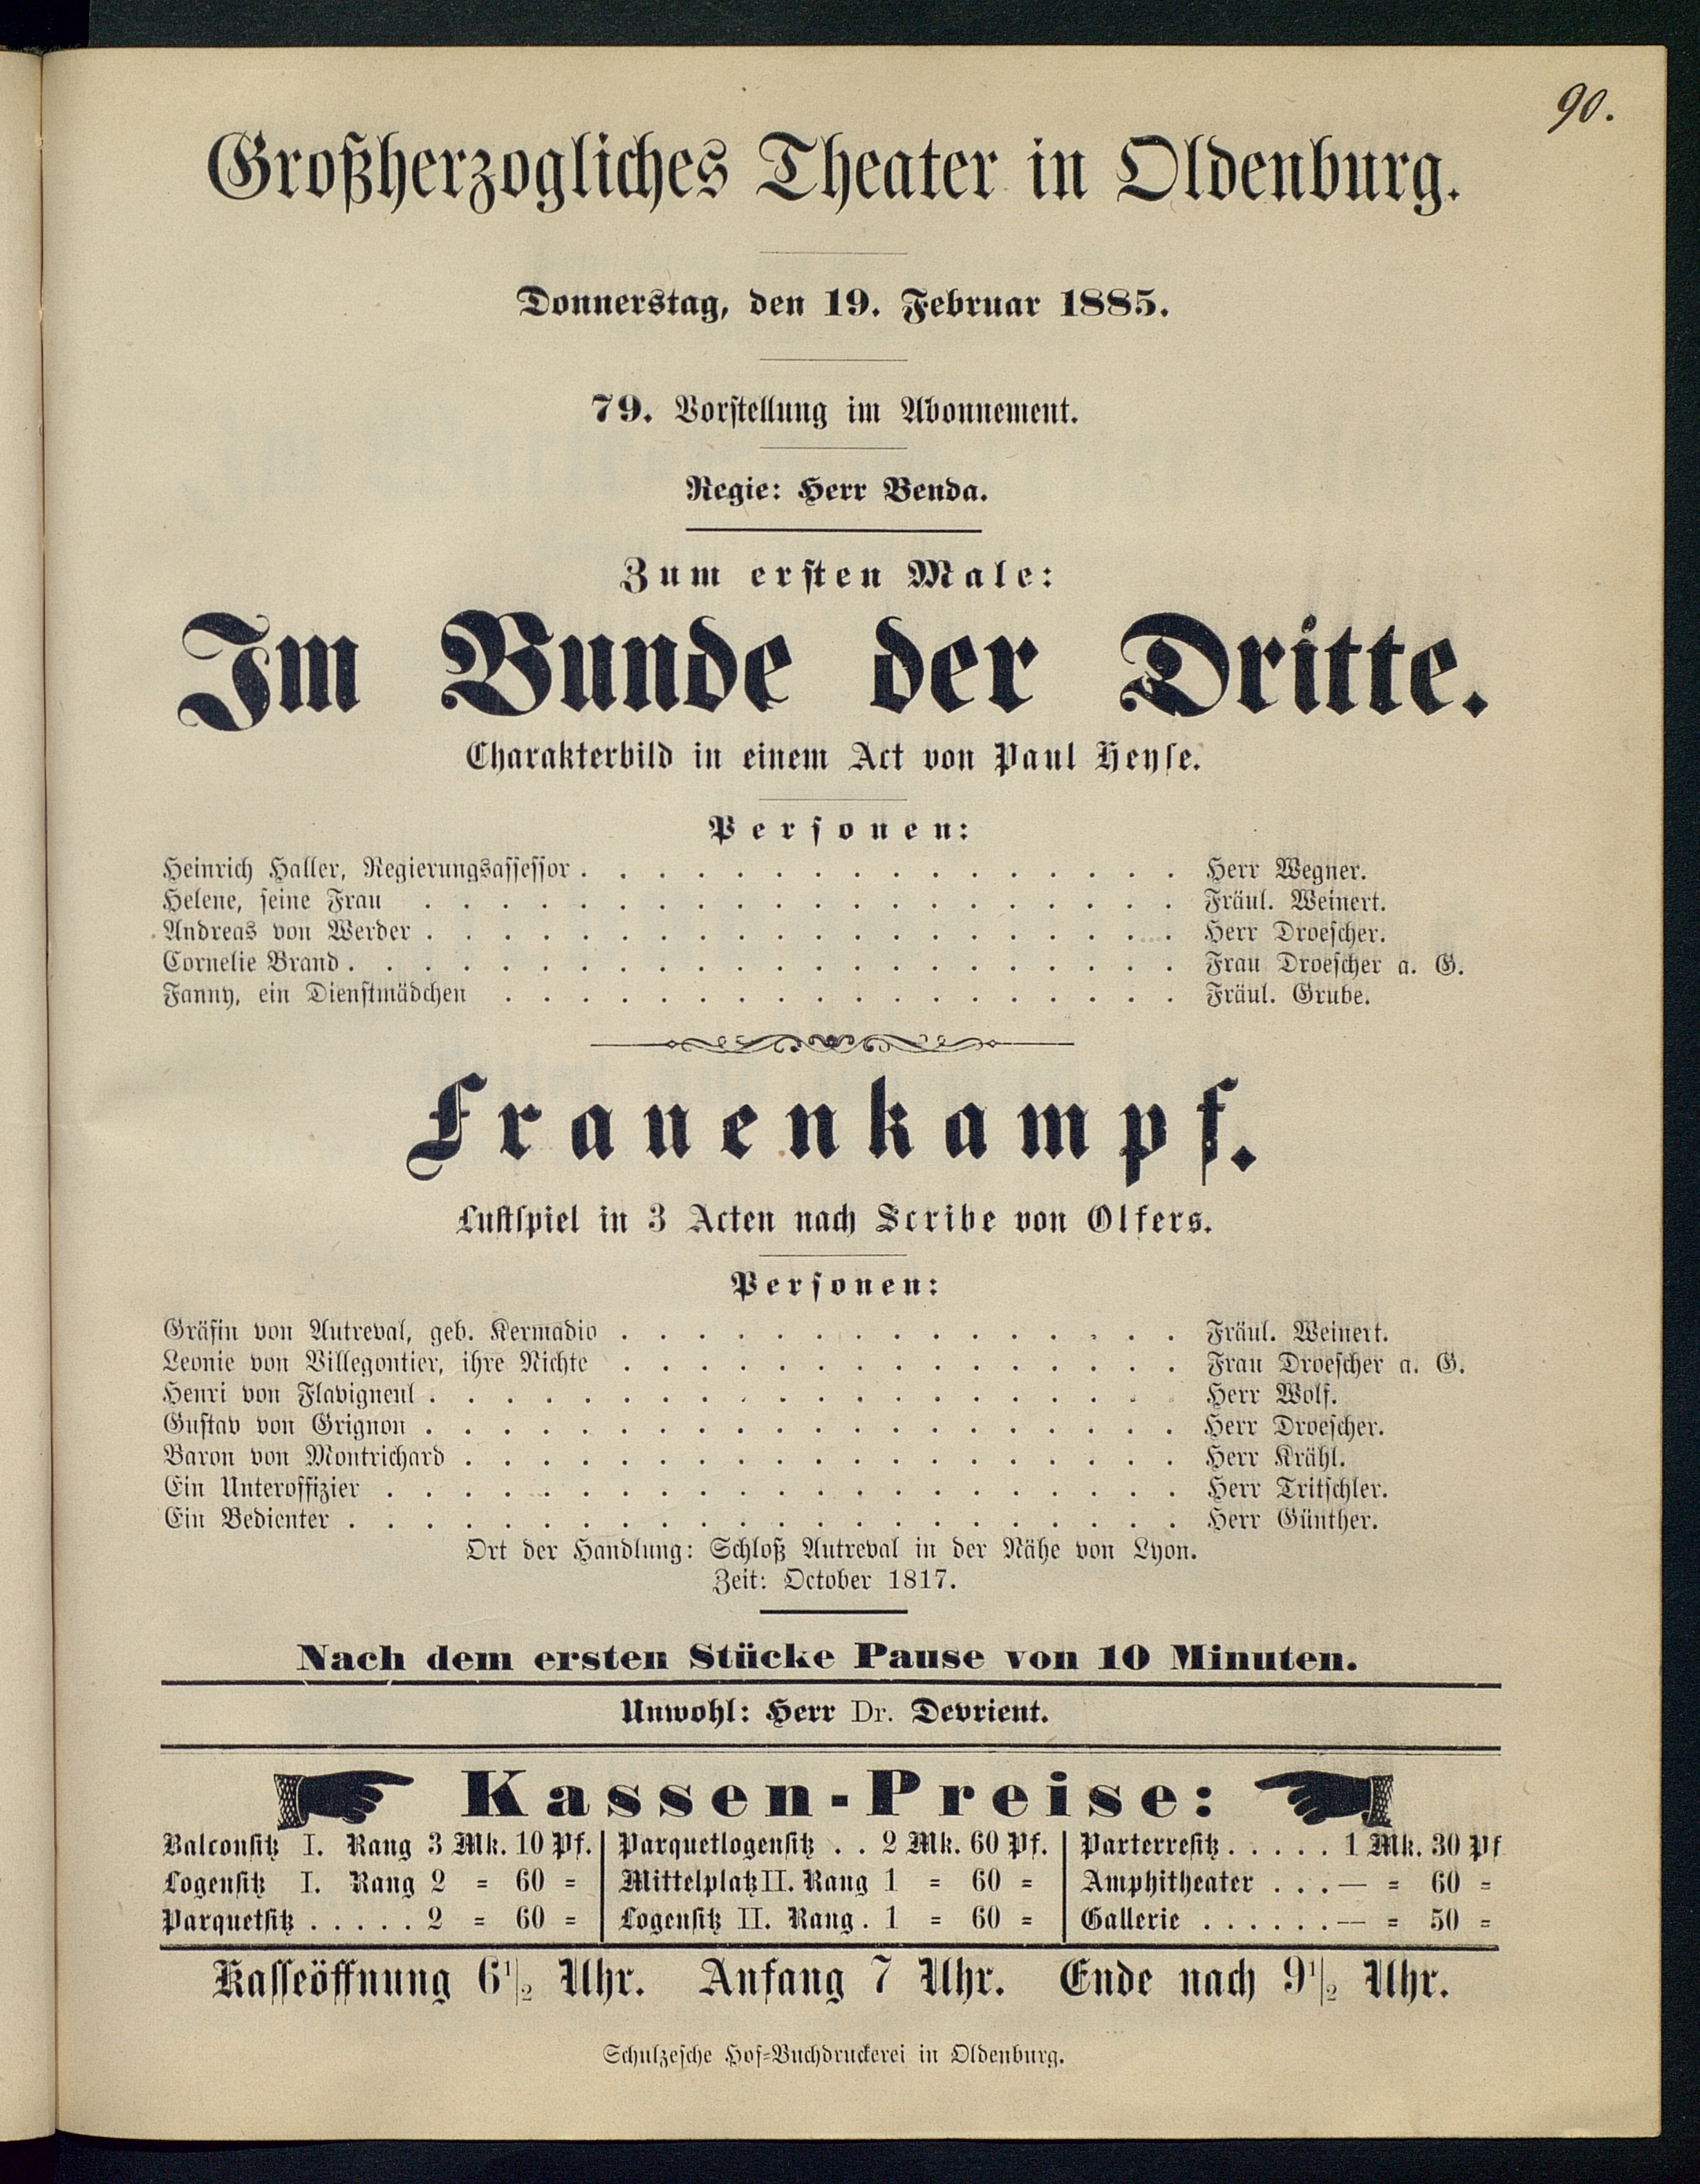 90.
Großherzogliches Theater in Oldenburg.
Donnerstag, den 19. Februar 1885.
79. Vorstellung im Abonnement.
Regie: Herr Benda.
Zum ersten Male:
Im Bunde der Dritte.
Charakterbild in einem Act von Paul Heyse.
Personen:
Heinrich Haller, Regierungsassessor . . . . . . . . . . . . . . . . Herr Wegner.
Helene, seine Frau . . . . . . . . . . . . . . . . . . . . Fräul. Weinert.
Andreas von Werder . . . . . . . . . . . . . . . . . . . . Herr Droescher.
Cornelie Brand . . . . . . . . . . . . . . . . . . . . . . Frau Droescher a. G.
Fanny, ein Dienstmädchen . . . . . . . . . . . . . . . . . . Fräul. Grube.
Frauenkampf.
Lustspiel in 3 Acten nach Scribe von Olfers.
Personen:
Gräfin von Autreval, geb. Kermadio . . . . . . . . . . . . . . . Fräul. Weinert.
Leonie von Villegontier, ihre Nichte . . . . . . . . . . . . . . . Frau Droescher a. G.
Henri von Flavigneul . . . . . . . . . . . . . . . . . . . . Herr Wolf.
Gustav von Grignon . . . . . . . . . . . . . . . . . . . . Herr Droescher.
Baron von Montrichard . . . . . . . . . . . . . . . . . . . Herr Krähl.
Ein Unteroffizier . . . . . . . . . . . . . . . . . . . . . Herr Tritschler.
Ein Bedienter . . . . . . . . . . . . . . . . . . . . . . Herr Günther.
Ort der Handlung: Schloß Autreval in der Nähe von Lyon.
Zeit: October 1817.
Nach dem ersten Stücke Pause von 10 Minuten.
Unwohl: Herr Dr. Devrient.
Kassen-Preise:
Balconsitz I. Rang 3 Mk. 10 Pf. | Parquetlogensitz . . 2 Mk. 60 Pf. | Parterresitz . . . . . 1 Mk. 30 Pf
Logensitz I. Rang 2 = 60 = | Mittelplatz II. Rang 1 = 60 = | Amphitheater . . . — = 60 =
Parquetsitz . . . . . 2 = 60 = | Logensitz II. Rang . 1 = 60 = | Gallerie . . . . . . — = 50 =
Kasseöffnung 6 1/2 Uhr. Anfang 7 Uhr. Ende nach 9 1/2 Uhr.
Schulzesche Hof=Buchdruckerei in Oldenburg.